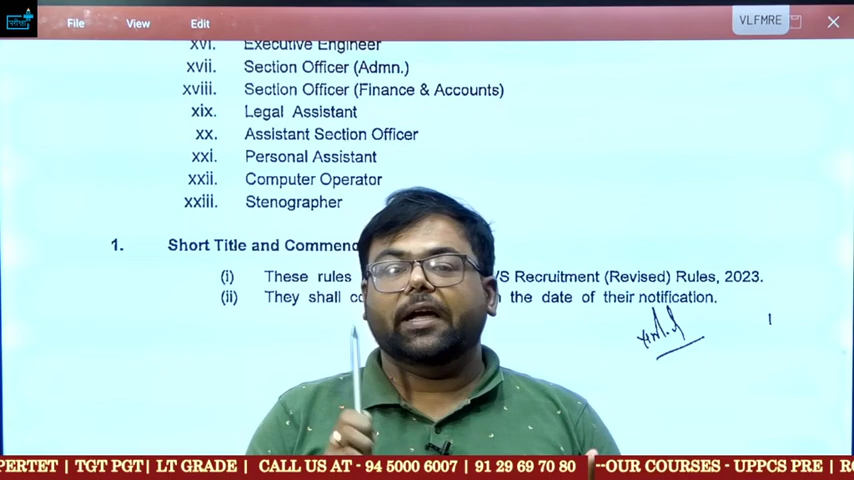 परीक्षा
File View Edit
VLFMRE
xvi. Executive Engineer
xvii. Section Officer (Admn.)
xviii. Section Officer (Finance & Accounts)
xix. Legal Assistant
xx. Assistant Section Officer
xxi. Personal Assistant
xxii. Computer Operator
xxiii. Stenographer
1. Short Title and Commenc
(i) These rules S Recruitment (Revised) Rules, 2023.
(ii) They shall the date of their notification.
PERTET | TGT PGT| LT GRADE | CALL US AT - 94 5000 6007 | 91 29 69 70 80 --OUR COURSES - UPPCS PRE | R